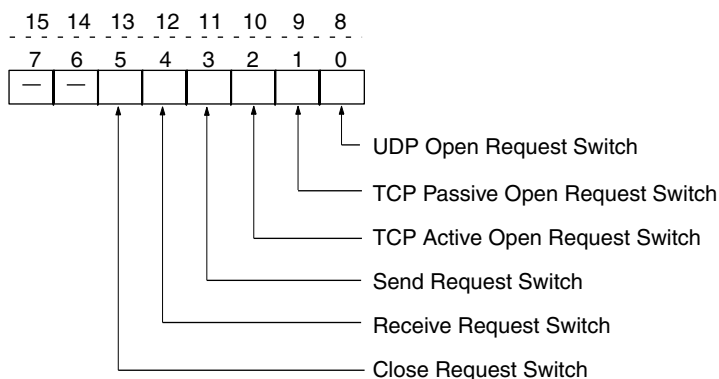 15 14 13 12 11 10 9 8
7 6 5 4 3 2 1 0
— —
UDP Open Request Switch
TCP Passive Open Request Switch
TCP Active Open Request Switch
Send Request Switch
Receive Request Switch
Close Request Switch